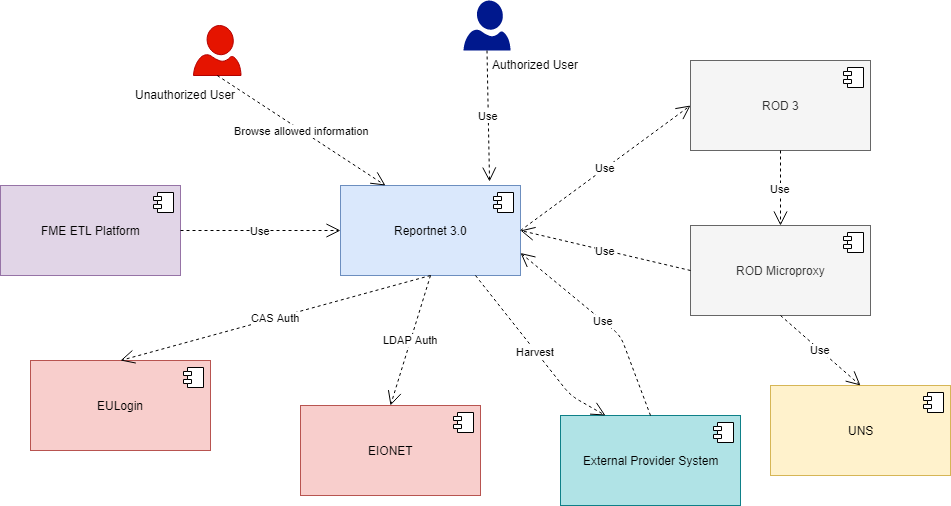 Authorized User
Unauthorized User
ROD 3
Use
Browse allowed information
Use
Use
FME ETL Platform
Use
Reportnet 3.0
Use
ROD Microproxy
CAS Auth
LDAP Auth
Harvest
Use
Use
EULogin
EIONET
External Provider System
UNS